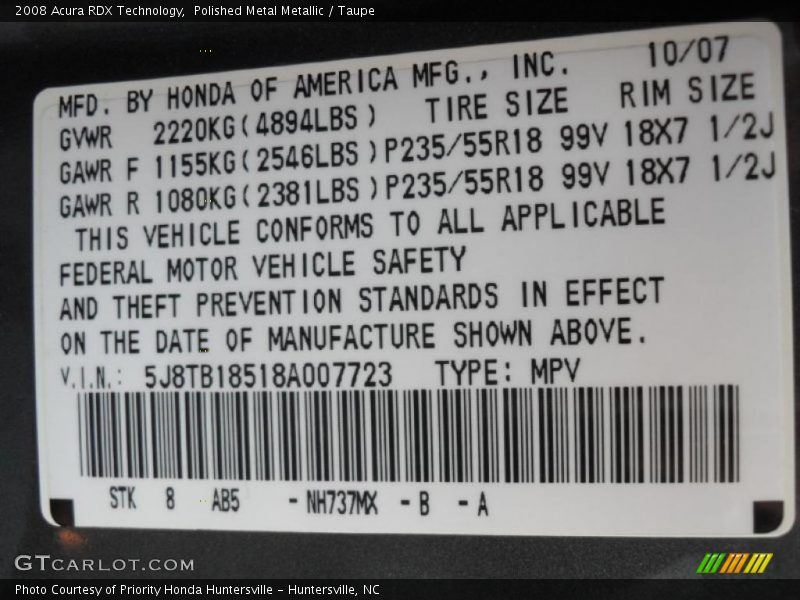 2008 Acura RDX Technology,  Polished Metal Metallic / Taupe
MFD. BY HONDA OF AMERICA MFG., INC. 10/07
GVWR 2220KG(4894LBS) TIRE SIZE RIM SIZE
GAWR F 1155KG(2546LBS)P235/55R18 99V 18X7 1/2J
GAWR R 1080KG(2381LBS)P235/55R18 99V 18X7 1/2J
THIS VEHICLE CONFORMS TO ALL APPLICABLE
FEDERAL MOTOR VEHICLE SAFETY
AND THEFT PREVENTION STANDARDS IN EFFECT
ON THE DATE OF MANUFACTURE SHOWN ABOVE.
V.I.N.: 5J8TB18518A007723 TYPE: MPV
STK 8 AB5 -NH737MX -B -A
GTCARLOT.COM
Photo Courtesy of Priority Honda Huntersville – Huntersville, NC